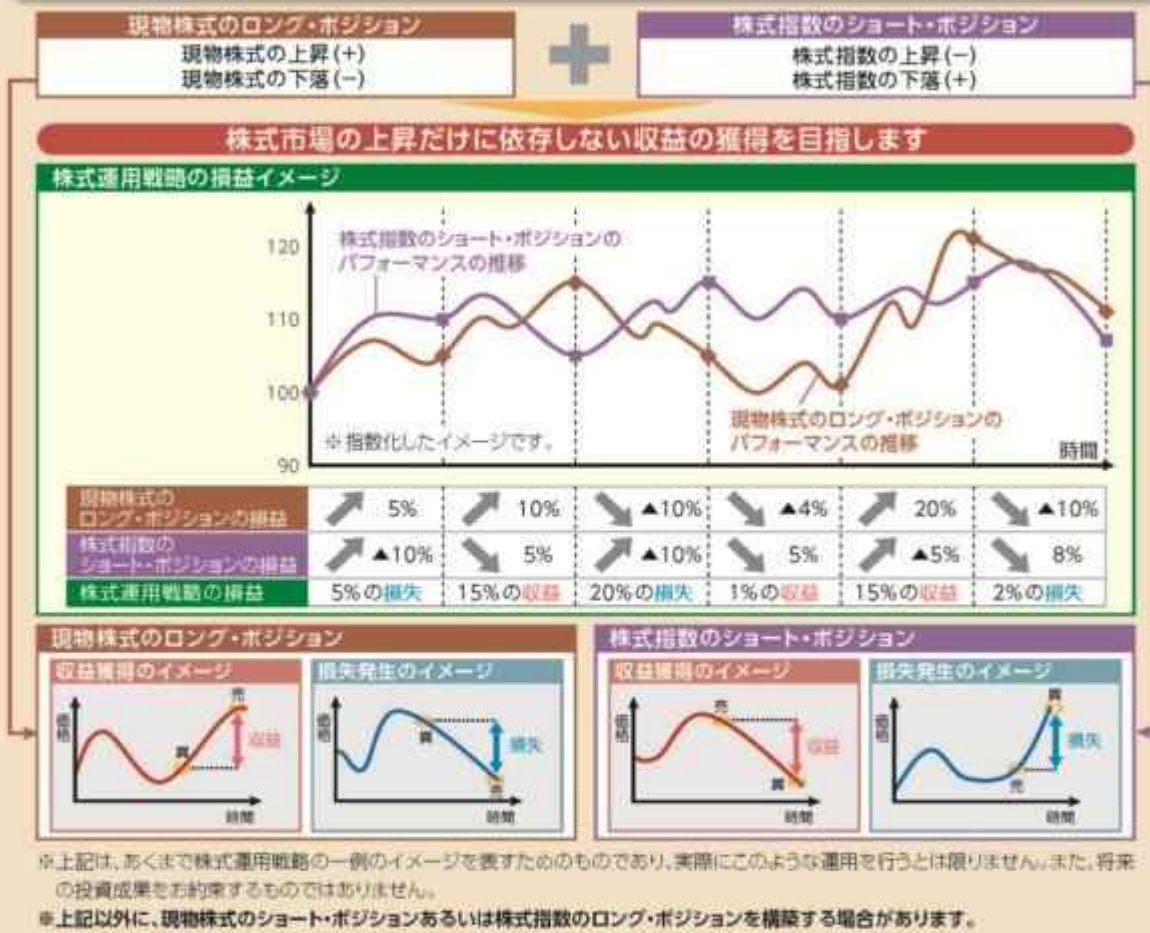 現物株式のロング・ポジション
現物株式の上昇(+)
現物株式の下落(−)
株式指数のショート・ポジション
株式指数の上昇(−)
株式指数の下落(+)
株式市場の上昇だけに依存しない収益の獲得を目指します
株式運用戦略の損益イメージ
120
110
100
90
株式指数のショート・ポジションの
パフォーマンスの推移
現物株式のロング・ポジションの
パフォーマンスの推移
※指数化したイメージです。
時間
現物株式の
ロング・ポジションの損益
5% 10% ▲10% ▲4% 20% ▲10%
株式指数の
ショート・ポジションの損益
▲10% 5% ▲10% 5% ▲5% 8%
株式運用戦略の損益 5%の損失 15%の収益 20%の損失 1%の収益 15%の収益 2%の損失
現物株式のロング・ポジション
収益獲得のイメージ
価格
買
売
収益
時間
損失発生のイメージ
価格
買
売
損失
時間
株式指数のショート・ポジション
収益獲得のイメージ
価格
売
買
収益
時間
損失発生のイメージ
価格
売
買
損失
時間
※上記は、あくまで株式運用戦略の一例のイメージを表すためのものであり、実際にこのような運用を行うとは限りません。また、将来
の投資成果をお約束するものではありません。
※上記以外に、現物株式のショート・ポジションあるいは株式指数のロング・ポジションを構築する場合があります。